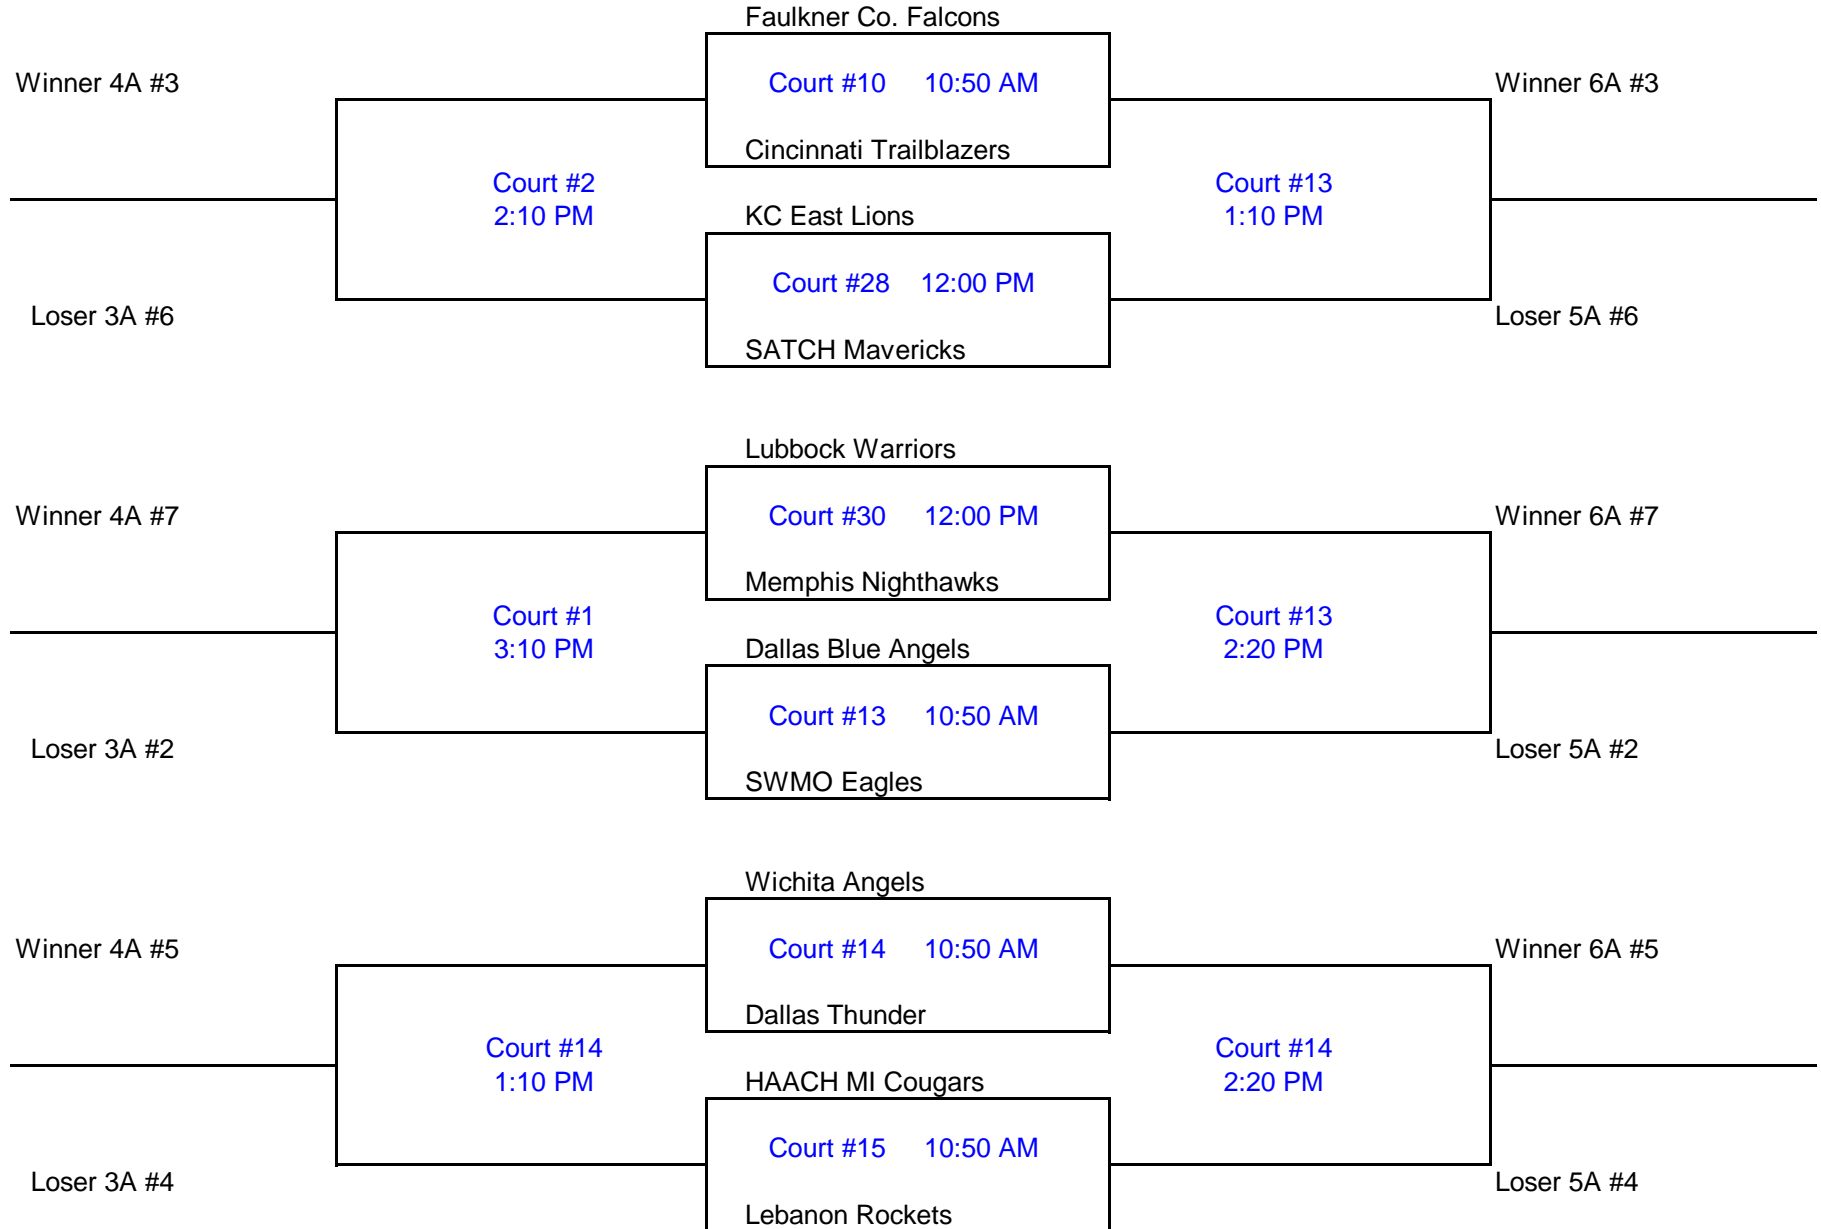 Faulkner Co. Falcons
Winner 4A #3
Court #10 10:50 AM
Winner 6A #3
Cincinnati Trailblazers
Court #2
2:10 PM
Court #13
1:10 PM
KC East Lions
Court #28 12:00 PM
Loser 3A #6
Loser 5A #6
SATCH Mavericks
Lubbock Warriors
Winner 4A #7
Court #30 12:00 PM
Winner 6A #7
Memphis Nighthawks
Court #1
3:10 PM
Court #13
2:20 PM
Dallas Blue Angels
Court #13 10:50 AM
Loser 3A #2
Loser 5A #2
SWMO Eagles
Wichita Angels
Winner 4A #5
Court #14 10:50 AM
Winner 6A #5
Dallas Thunder
Court #14
1:10 PM
Court #14
2:20 PM
HAACH MI Cougars
Court #15 10:50 AM
Loser 3A #4
Loser 5A #4
Lebanon Rockets